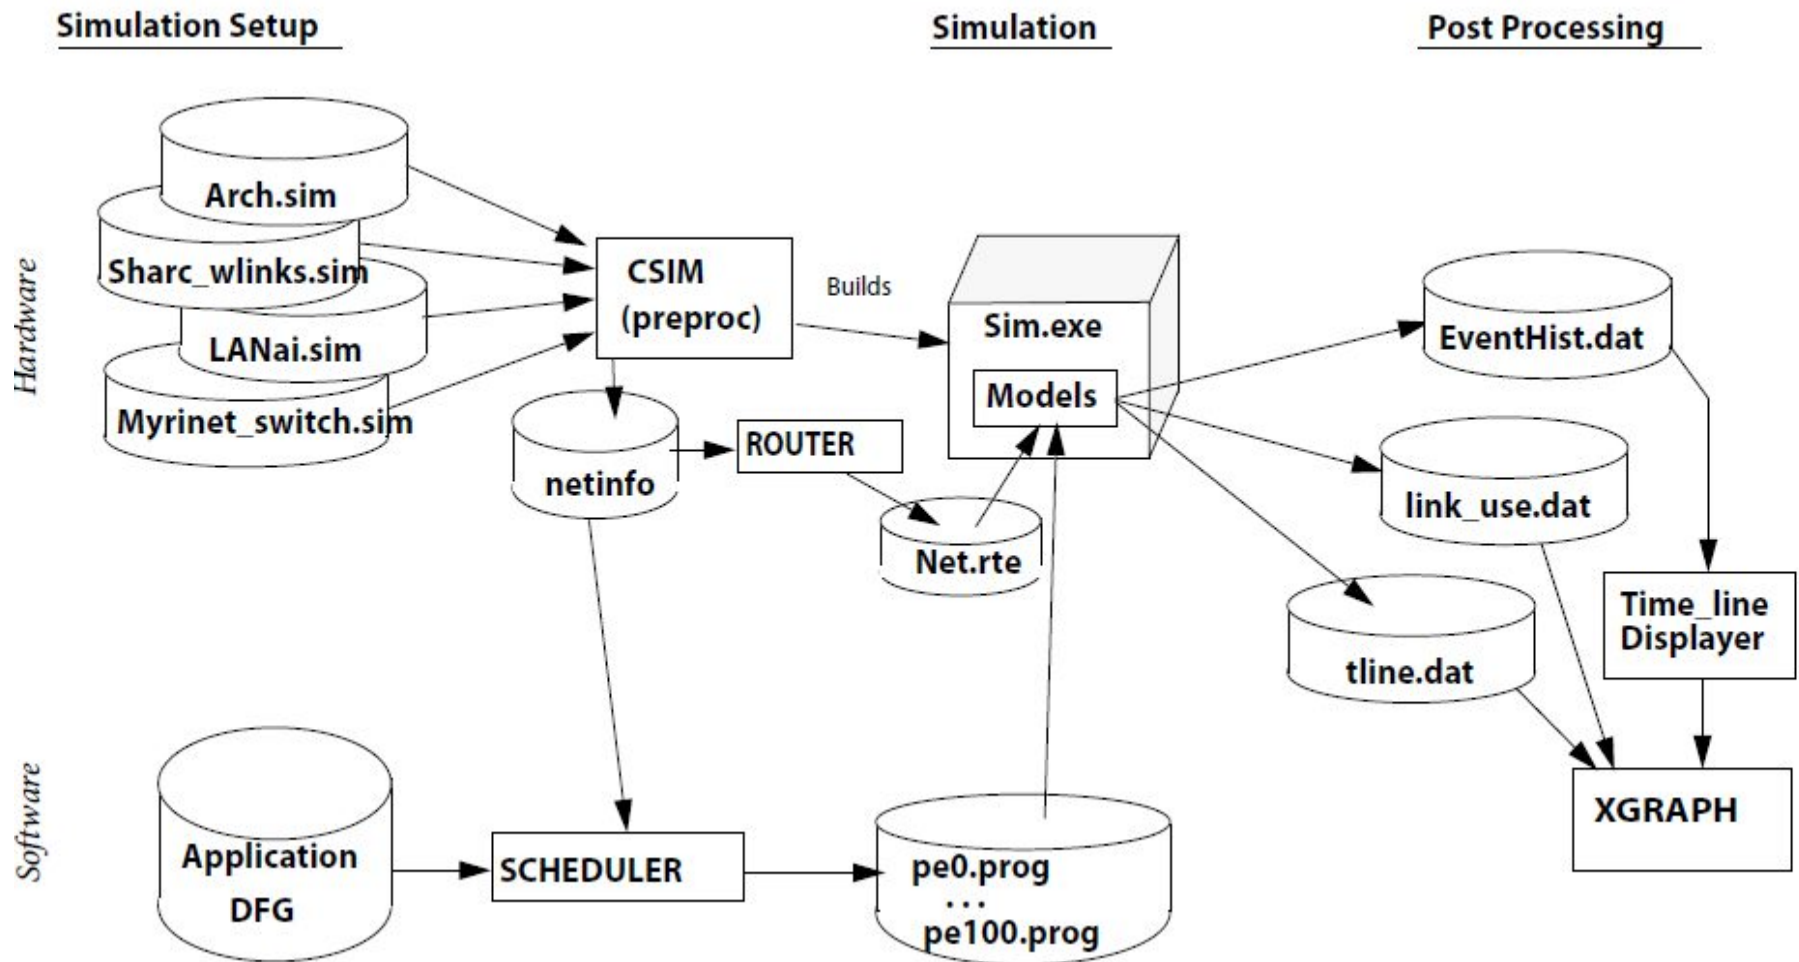 Simulation Setup
Simulation
Post Processing
Hardware
Arch.sim
Sharc_wlinks.sim
LANai.sim
Myrinet_switch.sim
CSIM
(preproc)
Builds
Sim.exe
Models
netinfo
ROUTER
Net.rte
EventHist.dat
link_use.dat
tline.dat
Time_line
Displayer
XGRAPH
Software
Application
DFG
SCHEDULER
pe0.prog
...
pe100.prog